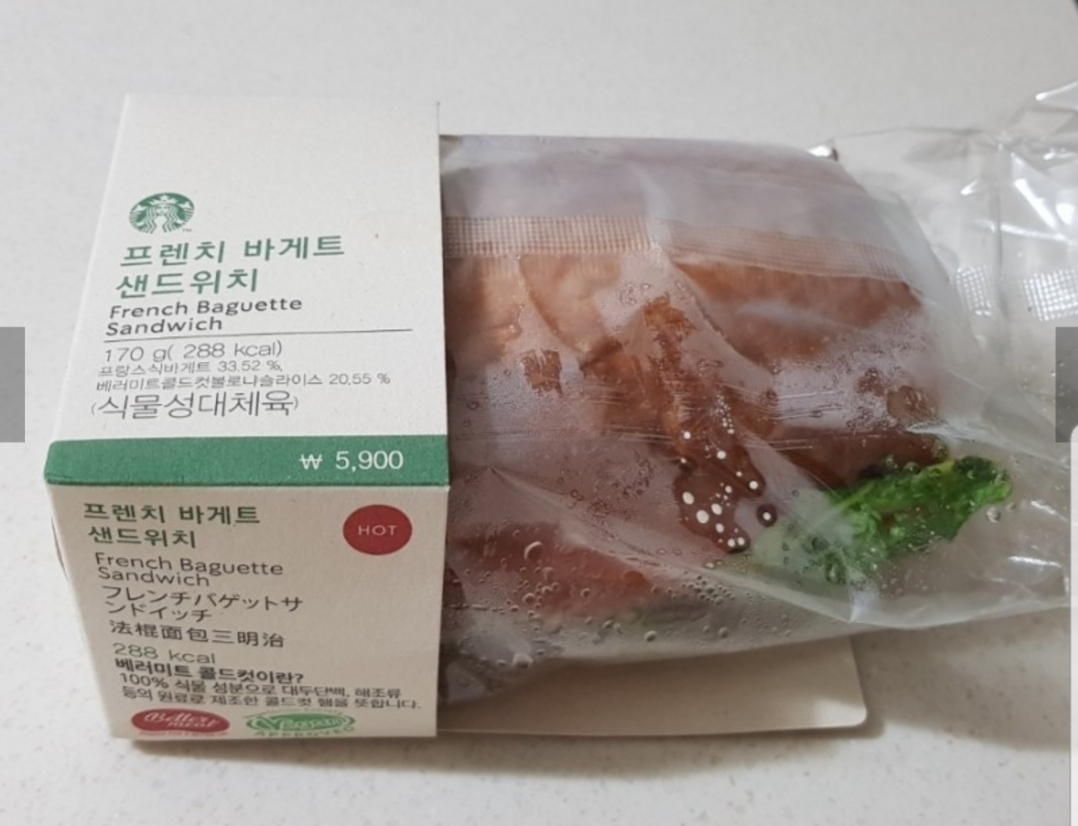 프렌치 바게트
샌드위치
French Baguette
Sandwich
170 g( 288 kcal)
프랑스식바게트 33.52 %,
베러미트콜드컷볼로냐슬라이스 20.55 %
(식물성대체육)
₩ 5,900
프렌치 바게트
샌드위치
HOT
French Baguette
Sandwich
フレンチバゲットサ
ンドイッチ
法棍面包三明治
288 kcal
베러미트 콜드컷이란?
100% 식물 성분으로 대두단백, 해조류
등의 원료로 제조한 콜드컷 햄을 뜻합니다.
Better
meat
Vegan
APPROVED